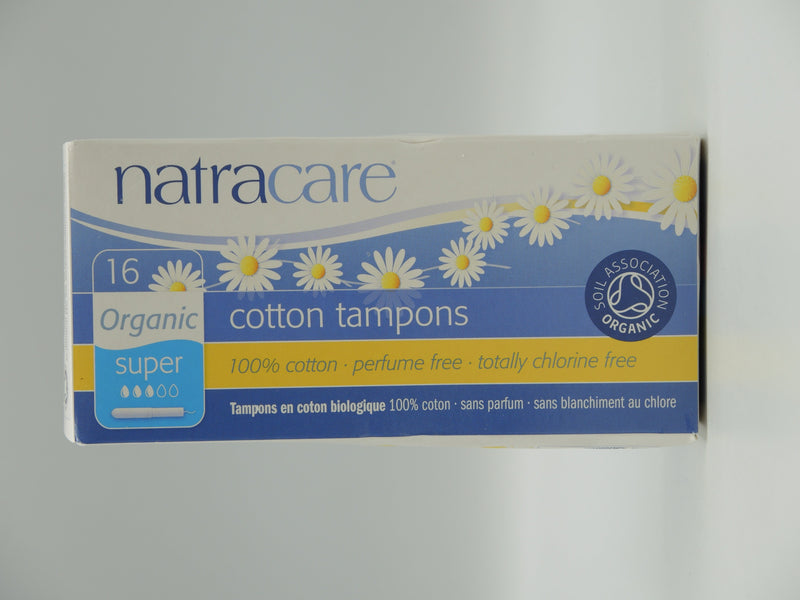 natracare
16
Organic
super
cotton tampons
100% cotton · perfume free · totally chlorine free
Tampons en coton biologique 100% coton · sans parfum · sans blanchiment au chlore
SOIL ASSOCIATION
ORGANIC